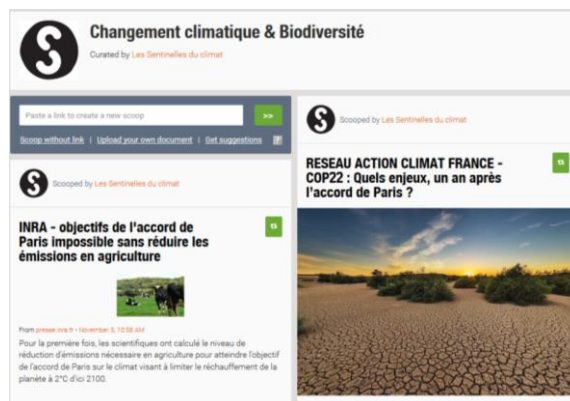 Changement climatique & Biodiversité
Curated by Les Sentinelles du climat
Paste a link to create a new scoop
>>
Scoop without link | Upload your own document | Get suggestions ?
Scooped by Les Sentinelles du climat
INRA - objectifs de l'accord de
Paris impossible sans réduire les
émissions en agriculture
From presse.inra.fr - November 5, 10:58 AM
Pour la première fois, les scientifiques ont calculé le niveau de
réduction d'émissions nécessaire en agriculture pour atteindre l'objectif
de l'accord de Paris sur le climat visant à limiter le réchauffement de la
planète à 2°C d'ici 2100.
Scooped by Les Sentinelles du climat
RESEAU ACTION CLIMAT FRANCE -
COP22 : Quels enjeux, un an après
l'accord de Paris ?